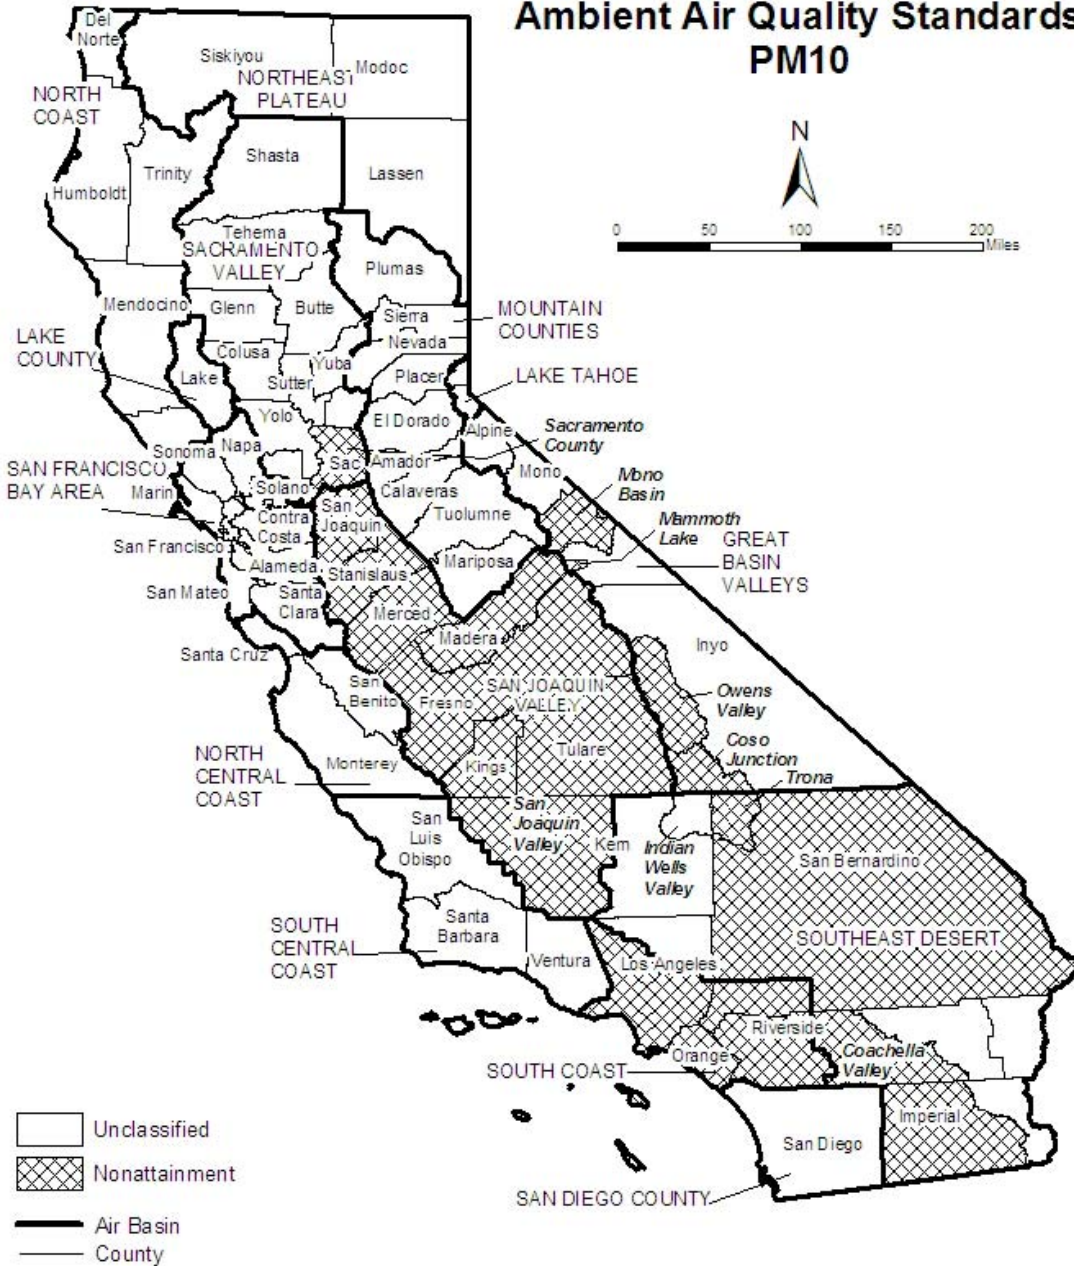 Ambient Air Quality Standards
PM10
N
0 50 100 150 200
Miles
Del
Norte
Siskiyou
Modoc
NORTHEAST
PLATEAU
NORTH
COAST
Shasta
Trinity
Lassen
Humboldt
Tehema
SACRAMENTO
VALLEY
Plumas
Mendocino
Glenn
Butte
Sierra
MOUNTAIN
COUNTIES
Nevada
LAKE
COUNTY
Colusa
Yuba
Lake
Sutter
Placer
LAKE TAHOE
Yolo
El Dorado
Alpine
Sacramento
County
Sonoma
Napa
Sac
Amador
Mono
SAN FRANCISCO
BAY AREA
Marin
Solano
Calaveras
Mono
Basin
San
Joaquin
Tuolumne
Contra
Costa
Mammoth
Lake
GREAT
BASIN
VALLEYS
San Francisco
Alameda
Stanislaus
Mariposa
San Mateo
Santa
Clara
Merced
Madera
Inyo
Santa Cruz
San
Benito
Fresno
SAN JOAQUIN
VALLEY
Owens
Valley
Coso
Junction
Tulare
NORTH
CENTRAL
COAST
Monterey
Kings
Trona
San
Luis
Obispo
San
Joaquin
Valley
Kern
Indian
Wells
Valley
San Bernardino
SOUTH
CENTRAL
COAST
Santa
Barbara
Ventura
Los Angeles
SOUTHEAST DESERT
Riverside
Orange
Coachella
Valley
SOUTH COAST
Imperial
San Diego
SAN DIEGO COUNTY
Unclassified
Nonattainment
Air Basin
County